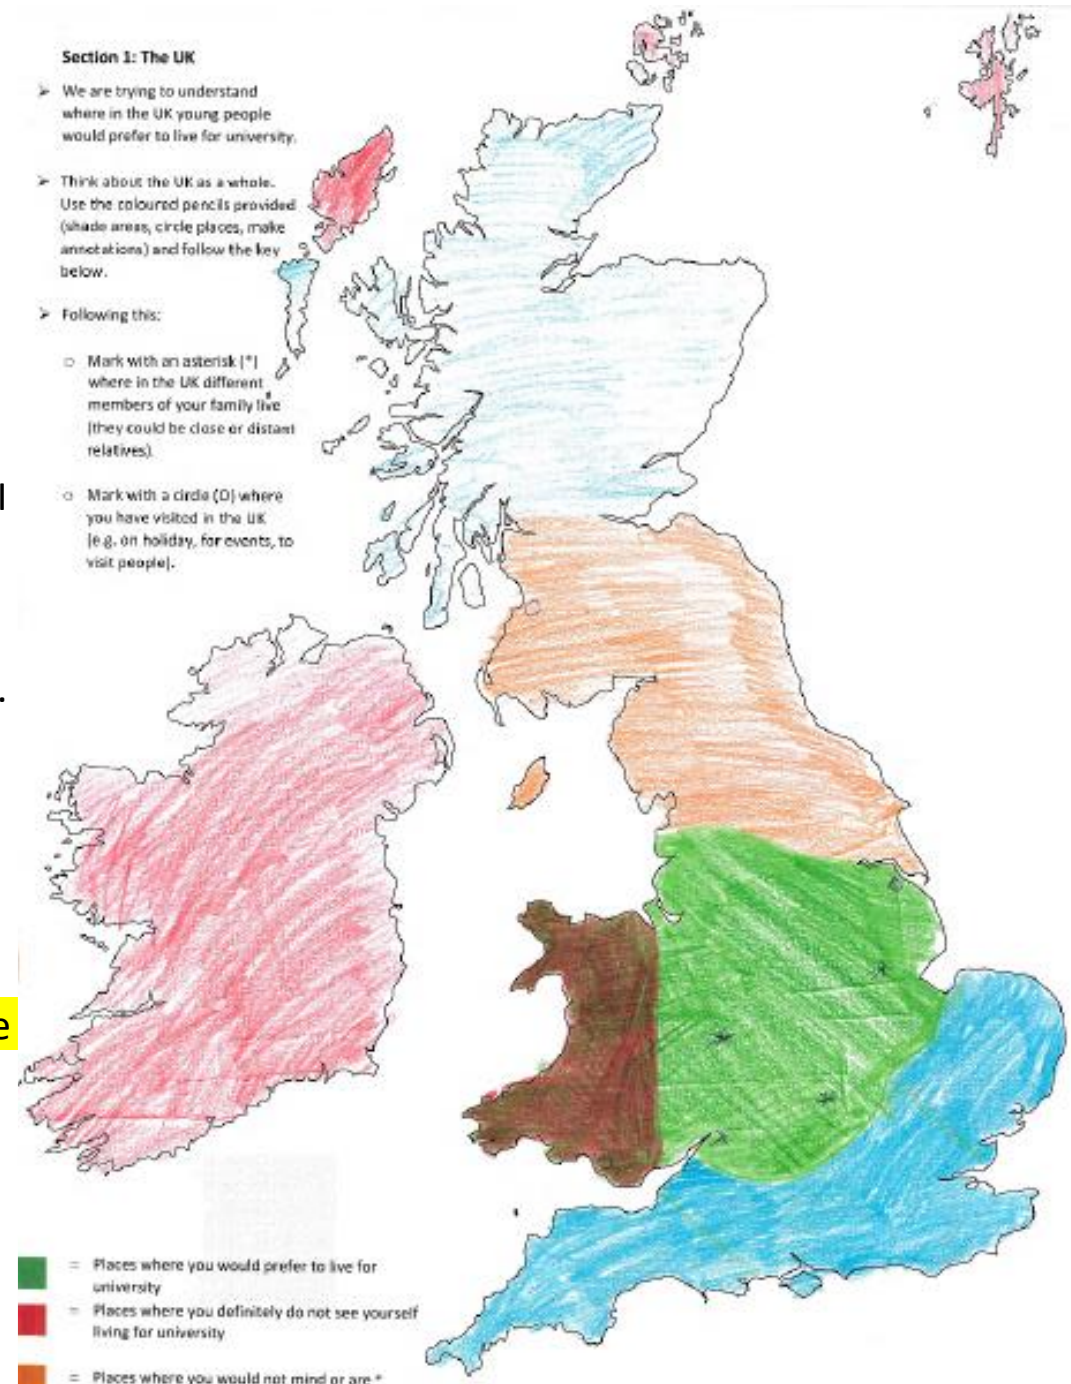 Section 1: The UK
➢ We are trying to understand
where in the UK young people
would prefer to live for university.
➢ Think about the UK as a whole.
Use the coloured pencils provided
(shade areas, circle places, make
annotations) and follow the key
below.
➢ Following this:
○ Mark with an asterisk (*)
where in the UK different
members of your family live
(they could be close or distant
relatives).
○ Mark with a circle (O) where
you have visited in the UK
(e.g. on holiday, for events, to
visit people).
l
.
e
= Places where you would prefer to live for
university
= Places where you definitely do not see yourself
living for university
= Places where you would not mind or are *